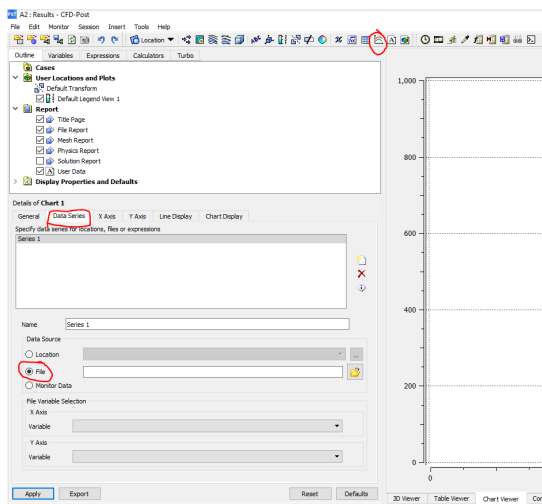 A2 : Results - CFD-Post
File Edit Monitor Session Insert Tools Help
Location
Outline Variables Expressions Calculators Turbo
Cases
User Locations and Plots
Default Transform
Default Legend View 1
Report
Title Page
File Report
Mesh Report
Physics Report
Solution Report
User Data
Display Properties and Defaults
Details of Chart 1
General Data Series X Axis Y Axis Line Display Chart Display
Specify data series for locations, files or expressions
Series 1
Name Series 1
Data Source
Location
...
File
Monitor Data
File Variable Selection
X Axis
Variable
Y Axis
Variable
Apply Export Reset Defaults
1,000
800
600
400
200
0
0
3D Viewer Table Viewer Chart Viewer Co